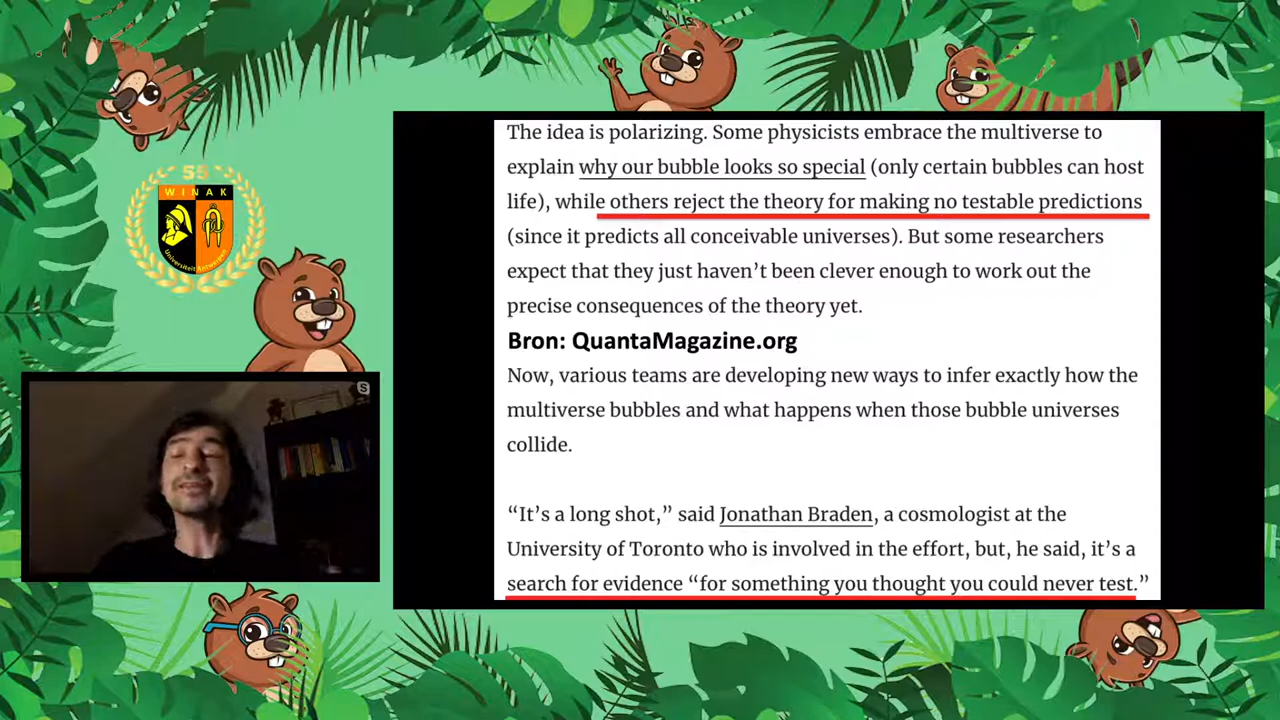 55
WINAK
Universiteit Antwerpen
The idea is polarizing. Some physicists embrace the multiverse to
explain why our bubble looks so special (only certain bubbles can host
life), while others reject the theory for making no testable predictions
(since it predicts all conceivable universes). But some researchers
expect that they just haven’t been clever enough to work out the
precise consequences of the theory yet.
Bron: QuantaMagazine.org
Now, various teams are developing new ways to infer exactly how the
multiverse bubbles and what happens when those bubble universes
collide.
“It’s a long shot,” said Jonathan Braden, a cosmologist at the
University of Toronto who is involved in the effort, but, he said, it’s a
search for evidence “for something you thought you could never test.”
S